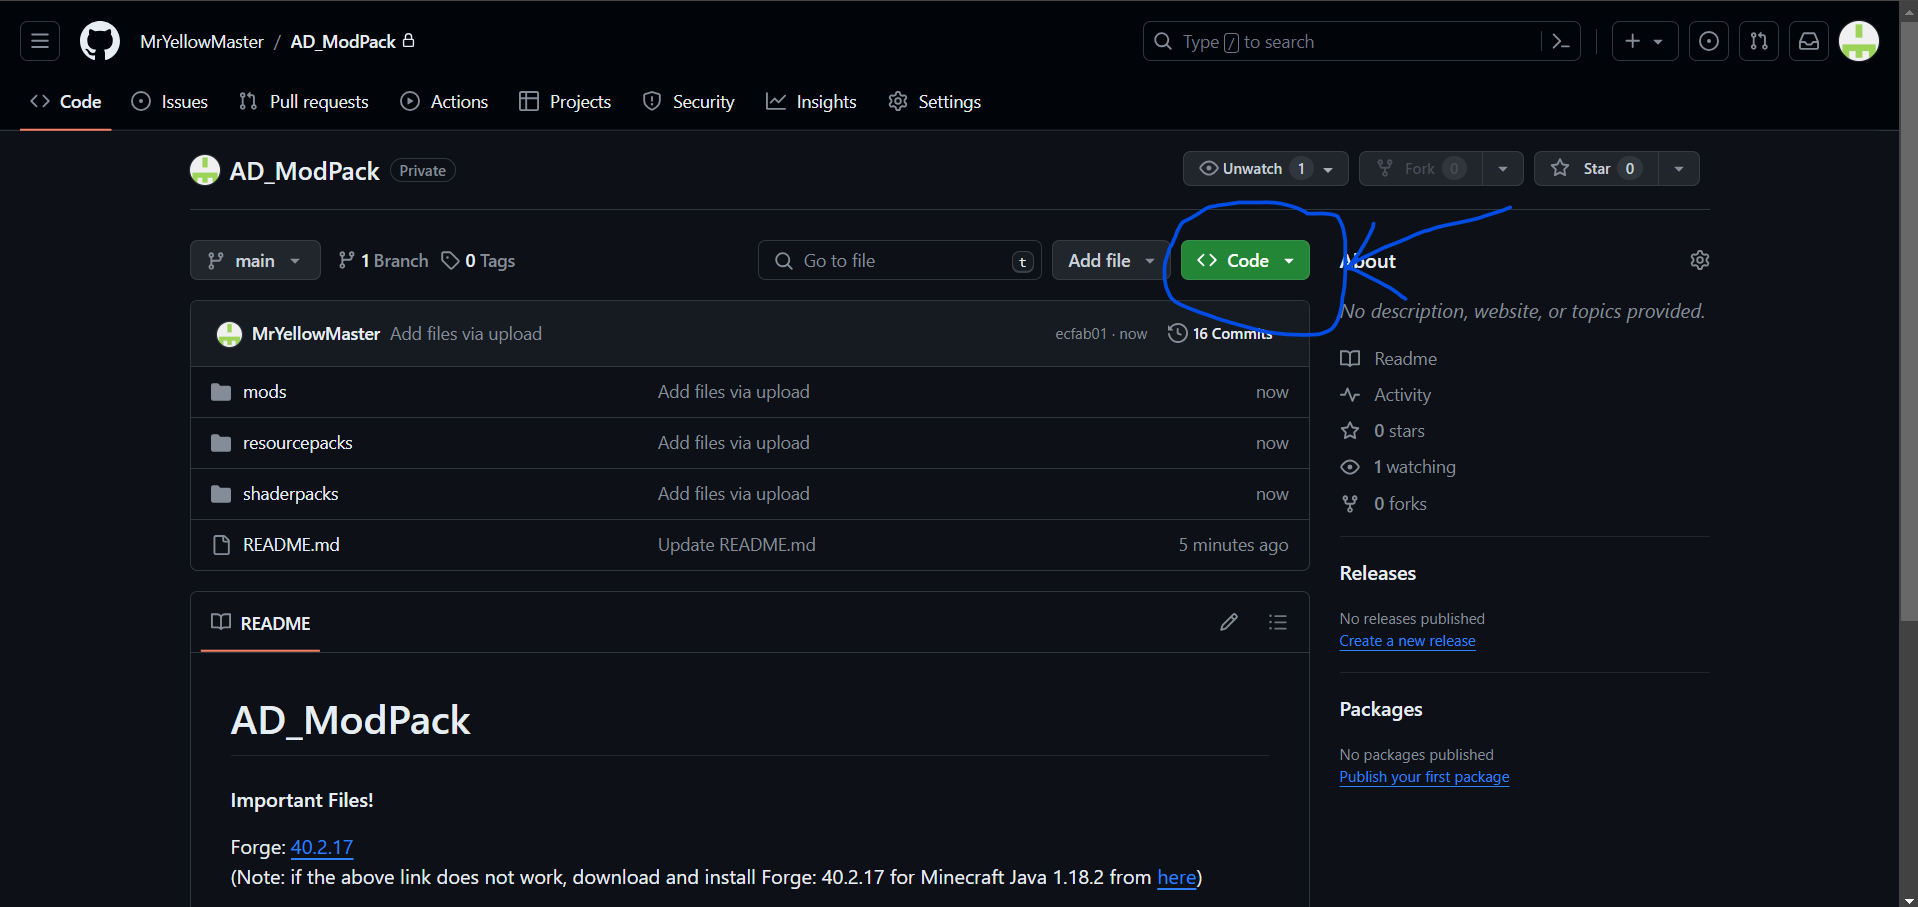 MrYellowMaster / AD_ModPack
Type / to search
Code Issues Pull requests Actions Projects Security Insights Settings
AD_ModPack Private
Unwatch 1 Fork 0 Star 0
main 1 Branch 0 Tags
Go to file t
Add file
Code
About
No description, website, or topics provided.
MrYellowMaster Add files via upload ecfab01 · now 16 Commits
mods Add files via upload now
resourcepacks Add files via upload now
shaderpacks Add files via upload now
README.md Update README.md 5 minutes ago
Readme
Activity
0 stars
1 watching
0 forks
Releases
No releases published
Create a new release
Packages
No packages published
Publish your first package
README
AD_ModPack
Important Files!
Forge: 40.2.17
(Note: if the above link does not work, download and install Forge: 40.2.17 for Minecraft Java 1.18.2 from here)